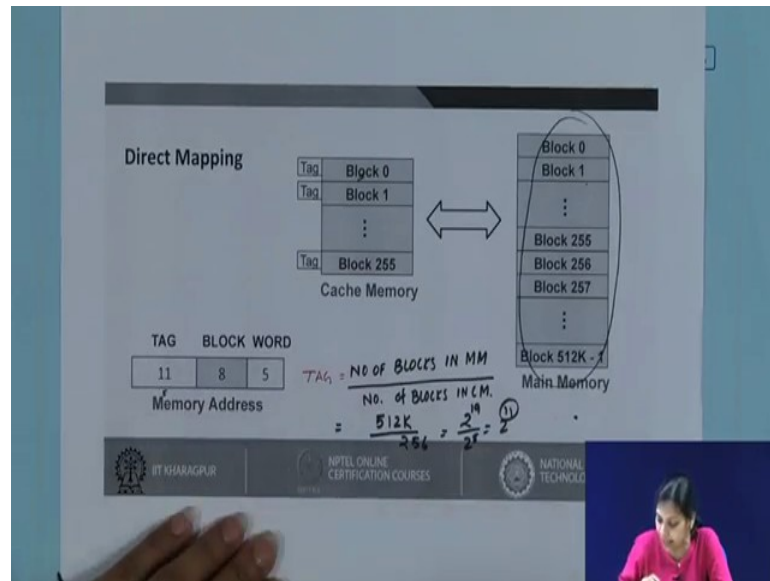 Direct Mapping
Tag Block 0
Tag Block 1
⋮
Tag Block 255
Cache Memory
Block 0
Block 1
⋮
Block 255
Block 256
Block 257
⋮
Block 512K - 1
Main Memory
TAG BLOCK WORD
11 8 5
Memory Address
TAG = NO OF BLOCKS IN MM
No. of BLOCKS IN CM.
= 512K / 256 = 2^19 / 2^8 = 2^11
IIT KHARAGPUR
NPTEL ONLINE
CERTIFICATION COURSES
NATIONAL